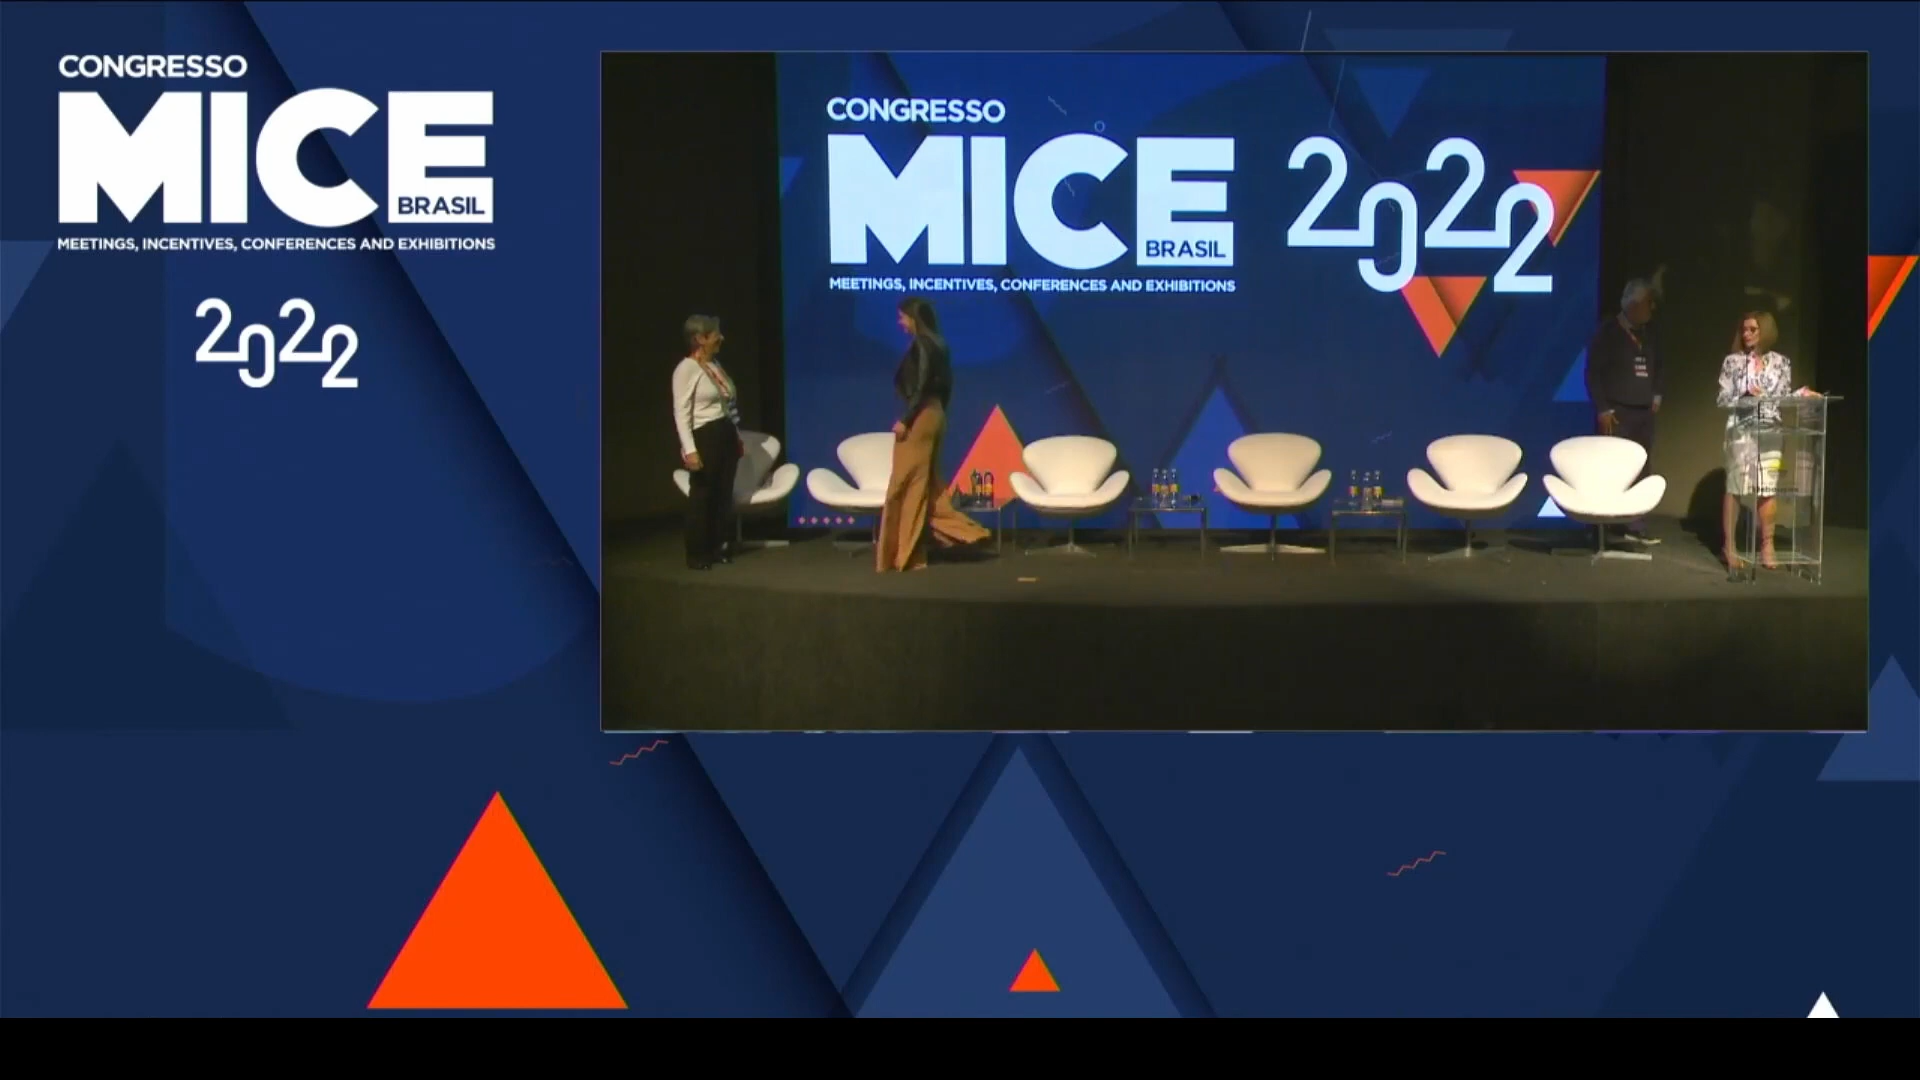 CONGRESSO
MICE
BRASIL
MEETINGS, INCENTIVES, CONFERENCES AND EXHIBITIONS
2022
CONGRESSO
MICE
BRASIL
MEETINGS, INCENTIVES, CONFERENCES AND EXHIBITIONS
2022